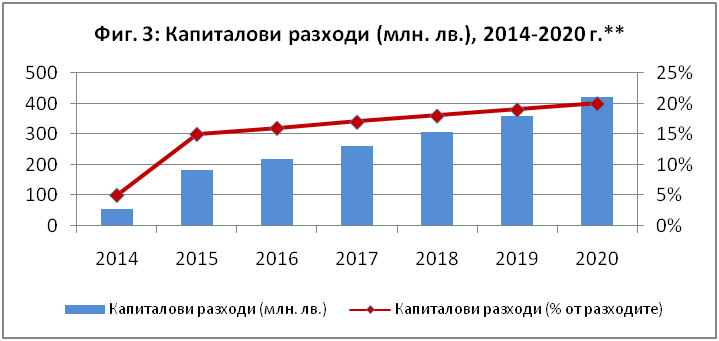 Фиг. 3: Капиталови разходи (млн. лв.), 2014-2020 г.**
500 25%
400 20%
300 15%
200 10%
100 5%
0 0%
2014 2015 2016 2017 2018 2019 2020
Капиталови разходи (млн. лв.) Капиталови разходи (% от разходите)